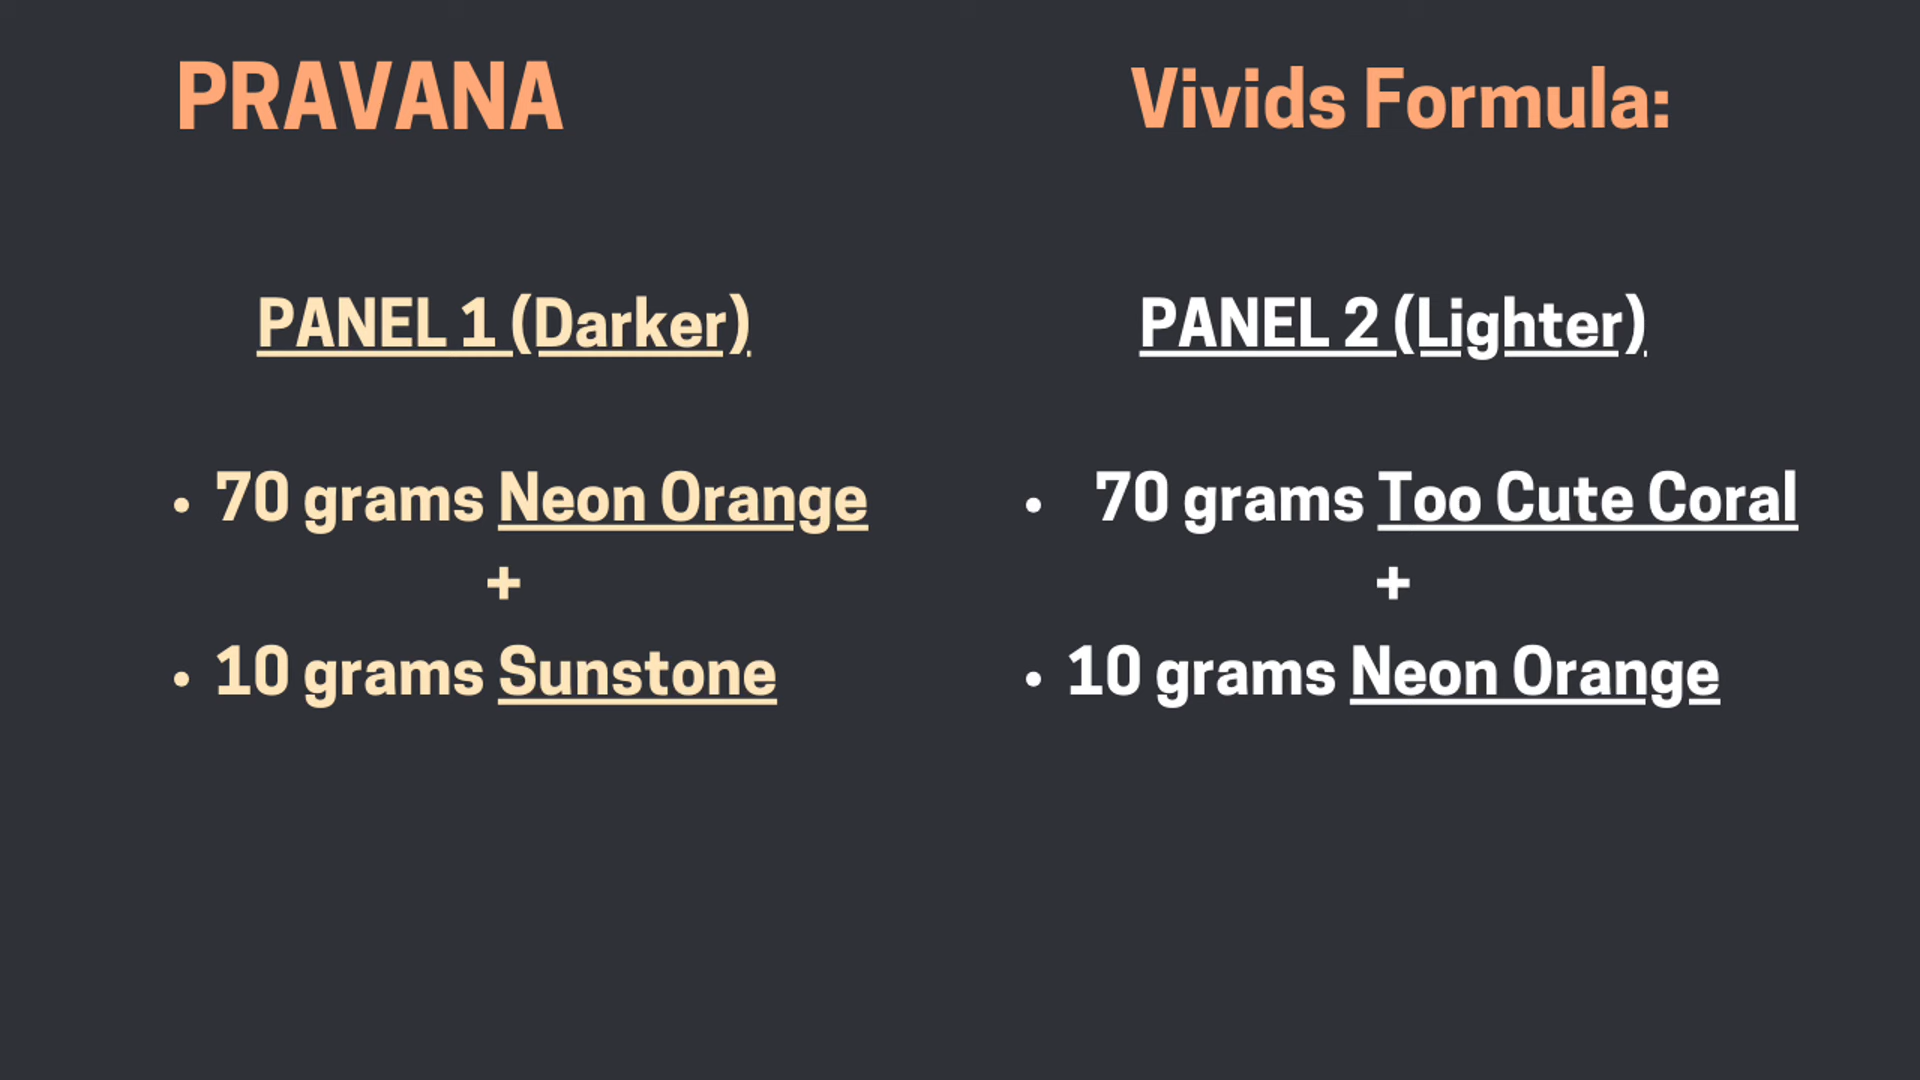 PRAVANA
Vivids Formula:
PANEL 1 (Darker)
• 70 grams Neon Orange
+
• 10 grams Sunstone
PANEL 2 (Lighter)
• 70 grams Too Cute Coral
+
• 10 grams Neon Orange